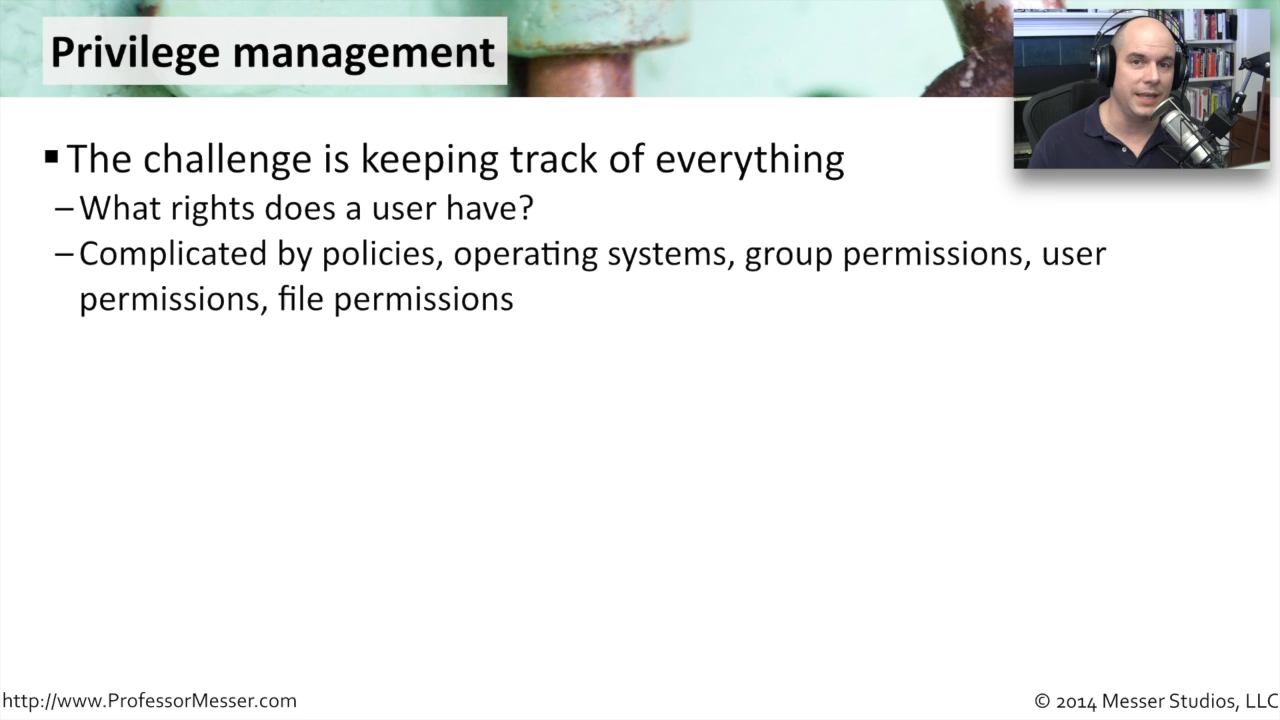 Privilege management
▪ The challenge is keeping track of everything
– What rights does a user have?
– Complicated by policies, operating systems, group permissions, user
permissions, file permissions
http://www.ProfessorMesser.com
© 2014 Messer Studios, LLC